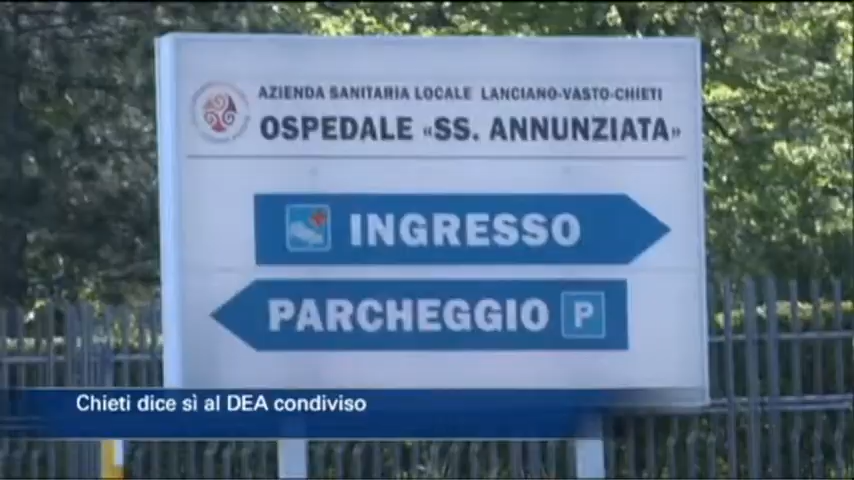 AZIENDA SANITARIA LOCALE LANCIANO-VASTO-CHIETI
OSPEDALE «SS. ANNUNZIATA»
INGRESSO
PARCHEGGIO P
Chieti dice sì al DEA condiviso